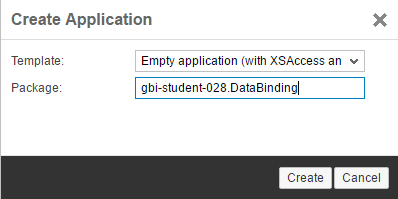 Create Application
Template: Empty application (with XSAccess an
Package: gbi-student-028.DataBinding
Create Cancel